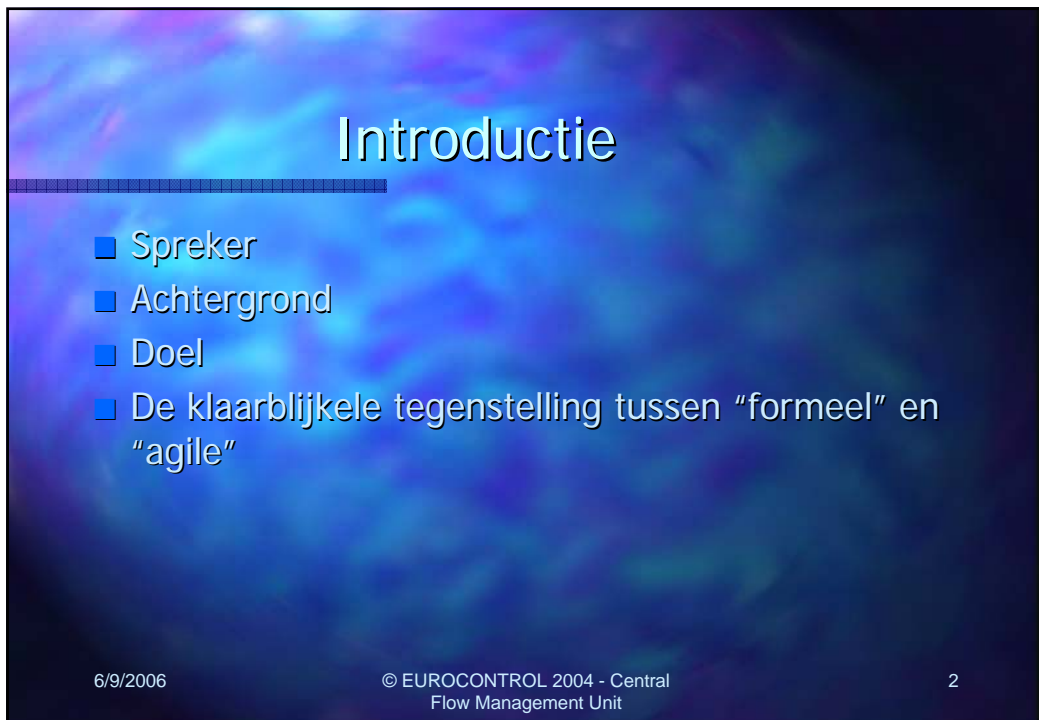 Introductie
Spreker
Achtergrond
Doel
De klaarblijkele tegenstelling tussen “formeel” en
“agile”
6/9/2006
© EUROCONTROL 2004 - Central
Flow Management Unit
2